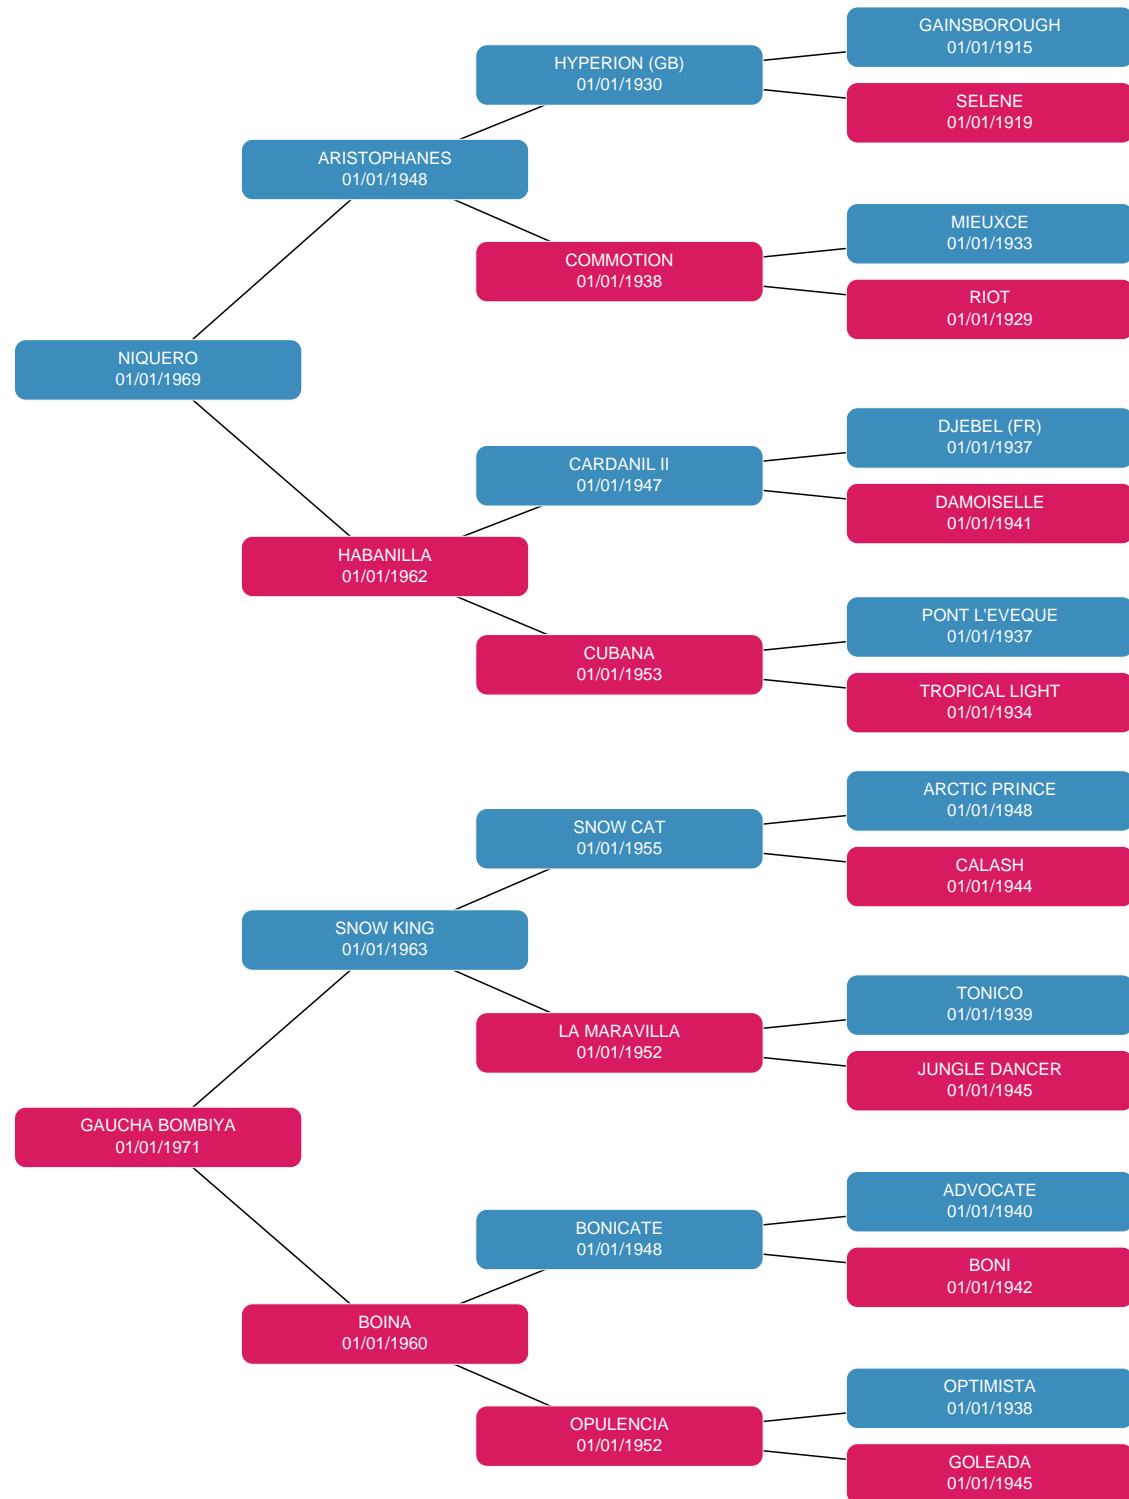 GAINSBOROUGH
01/01/1915
HYPERION (GB)
01/01/1930
SELENE
01/01/1919
ARISTOPHANES
01/01/1948
MIEUXCE
01/01/1933
COMMOTION
01/01/1938
RIOT
01/01/1929
NIQUERO
01/01/1969
DJEBEL (FR)
01/01/1937
CARDANIL II
01/01/1947
DAMOISELLE
01/01/1941
HABANILLA
01/01/1962
PONT L'EVEQUE
01/01/1937
CUBANA
01/01/1953
TROPICAL LIGHT
01/01/1934
ARCTIC PRINCE
01/01/1948
SNOW CAT
01/01/1955
CALASH
01/01/1944
SNOW KING
01/01/1963
TONICO
01/01/1939
LA MARAVILLA
01/01/1952
JUNGLE DANCER
01/01/1945
GAUCHA BOMBIYA
01/01/1971
ADVOCATE
01/01/1940
BONICATE
01/01/1948
BONI
01/01/1942
BOINA
01/01/1960
OPTIMISTA
01/01/1938
OPULENCIA
01/01/1952
GOLEADA
01/01/1945